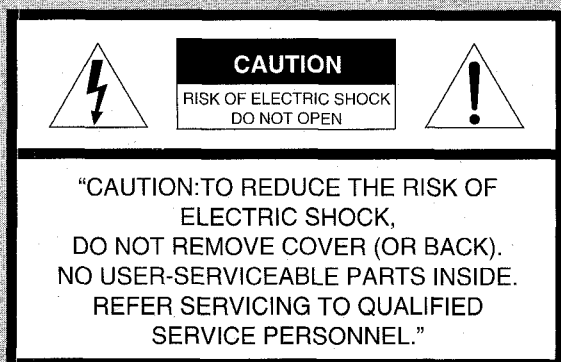 CAUTION
RISK OF ELECTRIC SHOCK
DO NOT OPEN
“CAUTION:TO REDUCE THE RISK OF
ELECTRIC SHOCK,
DO NOT REMOVE COVER (OR BACK).
NO USER-SERVICEABLE PARTS INSIDE.
REFER SERVICING TO QUALIFIED
SERVICE PERSONNEL.”